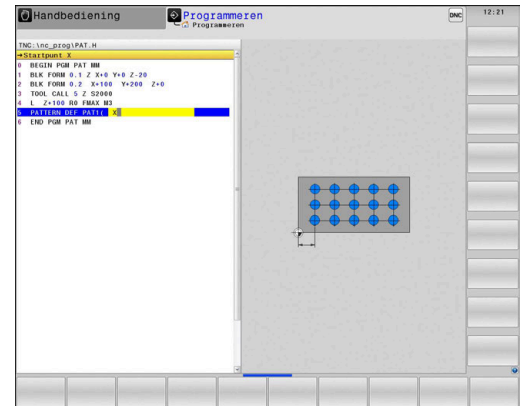 Handbediening
Programmeren
Programmeren
DNC
12:21
TNC:\nc_prog\PAT.H
→Startpunt X
0 BEGIN PGM PAT MM
1 BLK FORM 0.1 Z X+0 Y+0 Z-20
2 BLK FORM 0.2 X+100 Y+200 Z+0
3 TOOL CALL 5 Z S2000
4 L Z+100 R0 FMAX M3
5 PATTERN DEF PAT1( X
6 END PGM PAT MM